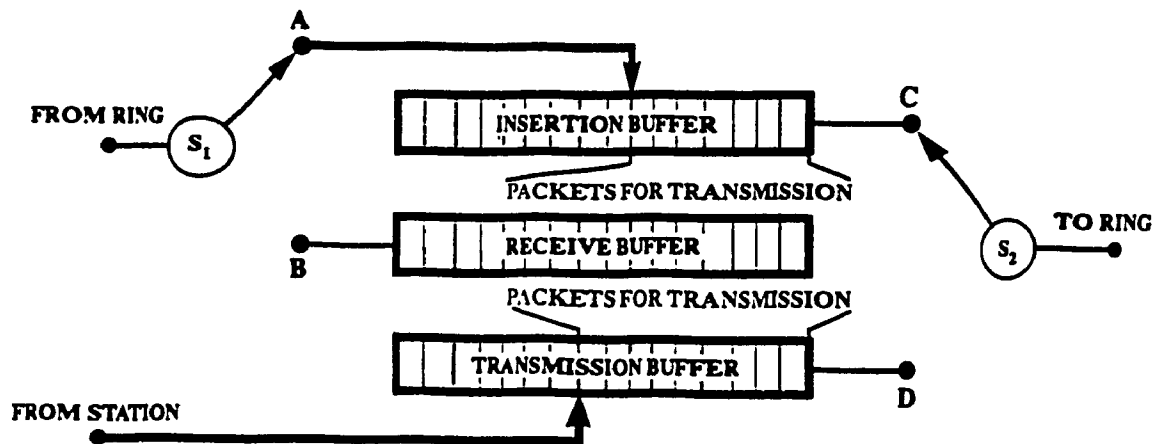 A
FROM RING
S1
INSERTION BUFFER
C
PACKETS FOR TRANSMISSION
B
RECEIVE BUFFER
S2
TO RING
PACKETS FOR TRANSMISSION
TRANSMISSION BUFFER
D
FROM STATION